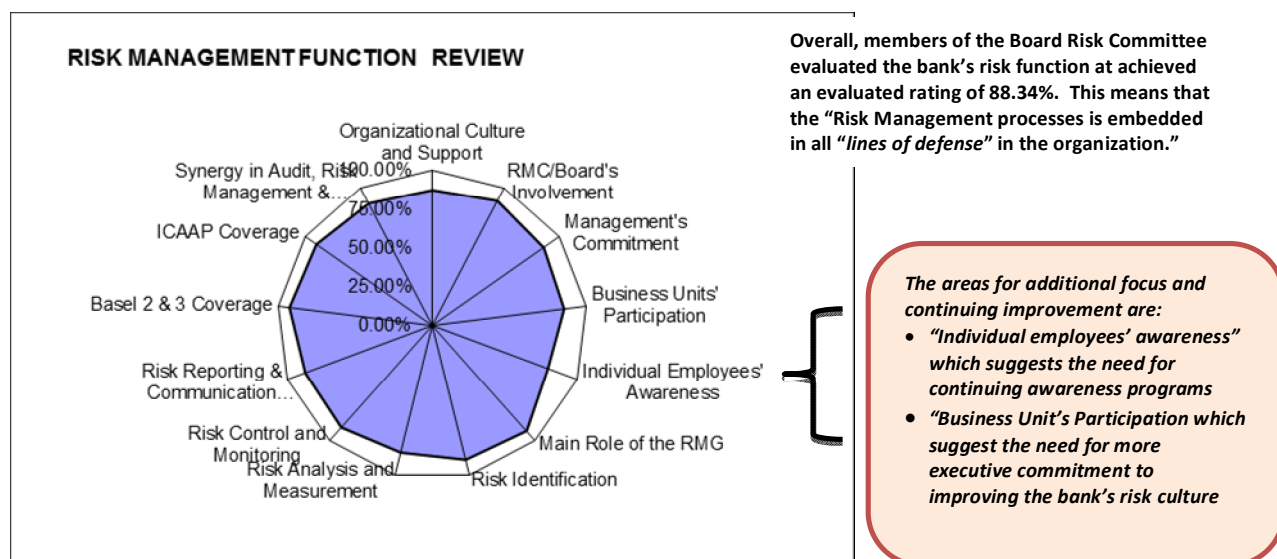 RISK MANAGEMENT FUNCTION REVIEW
Overall, members of the Board Risk Committee
evaluated the bank’s risk function at achieved
an evaluated rating of 88.34%. This means that
the “Risk Management processes is embedded
in all “lines of defense” in the organization.”
Organizational Culture
and Support
RMC/Board's
Involvement
Management's
Commitment
Business Units'
Participation
Individual Employees'
Awareness
Main Role of the RMG
Risk Identification
Risk Analysis and
Measurement
Risk Control and
Monitoring
Risk Reporting &
Communication...
Basel 2 & 3 Coverage
ICAAP Coverage
Synergy in Audit, Risk
Management &...
100.00%
75.00%
50.00%
25.00%
0.00%
The areas for additional focus and
continuing improvement are:
• “Individual employees’ awareness”
which suggests the need for
continuing awareness programs
• “Business Unit’s Participation which
suggest the need for more
executive commitment to
improving the bank’s risk culture